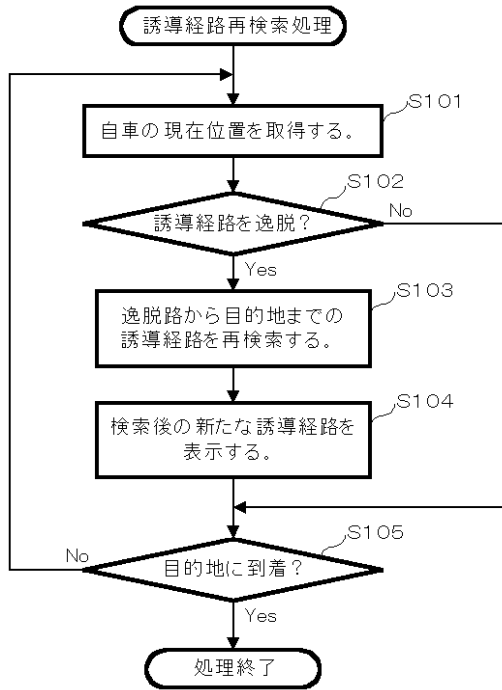 誘導経路再検索処理
S101
自車の現在位置を取得する。
S102
誘導経路を逸脱?
No
Yes
S103
逸脱路から目的地までの
誘導経路を再検索する。
S104
検索後の新たな誘導経路を
表示する。
S105
No
目的地に到着?
Yes
処理終了